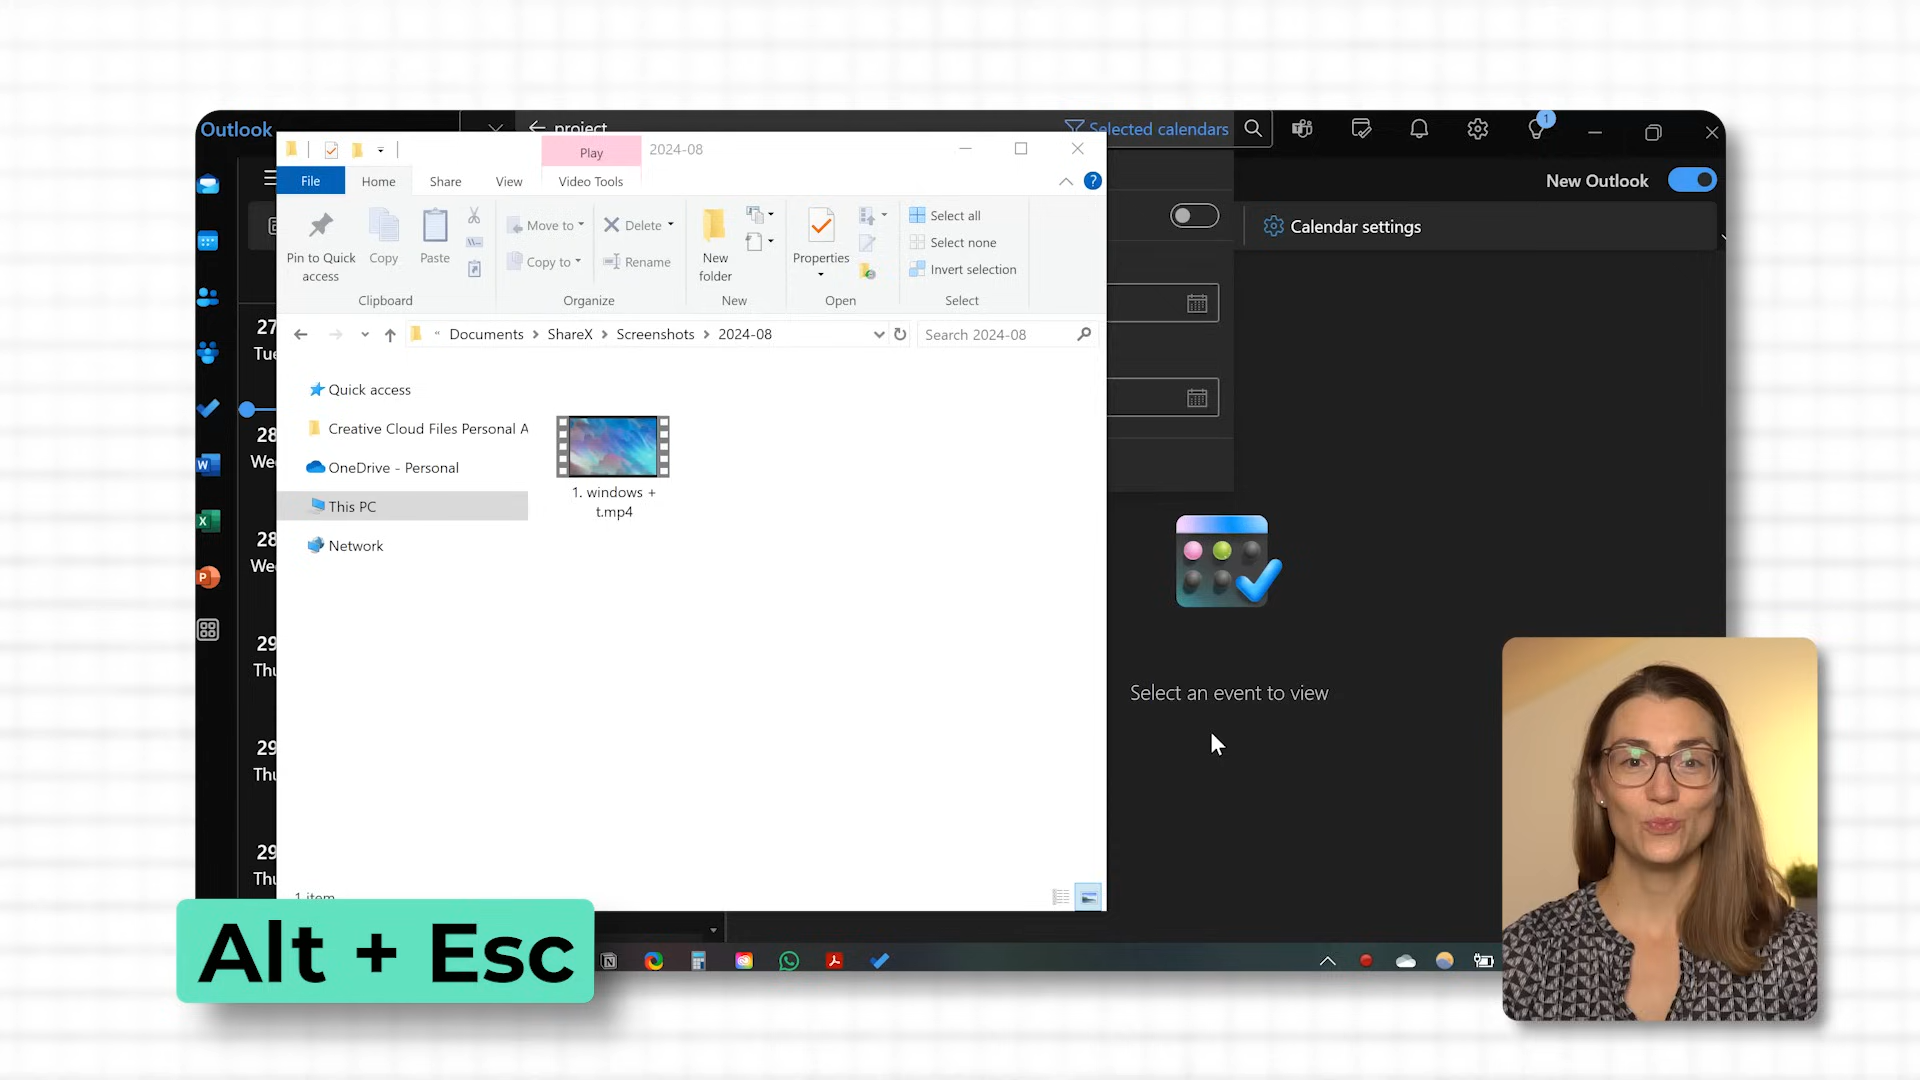 Outlook
project
Selected calendars
1
Play
2024-08
New Outlook
File
Home
Share
View
Video Tools
?
Calendar settings
Pin to Quick
access
Copy
Paste
Move to
Copy to
Delete
Rename
New
folder
Properties
Select all
Select none
Invert selection
Clipboard
Organize
New
Open
Select
« Documents > ShareX > Screenshots > 2024-08
Search 2024-08
Quick access
Creative Cloud Files Personal A
OneDrive - Personal
This PC
Network
1. windows +
t.mp4
27
Tue
28
We
28
We
29
Thu
29
Thu
29
Thu
W
X
P
Select an event to view
1 item
Alt + Esc